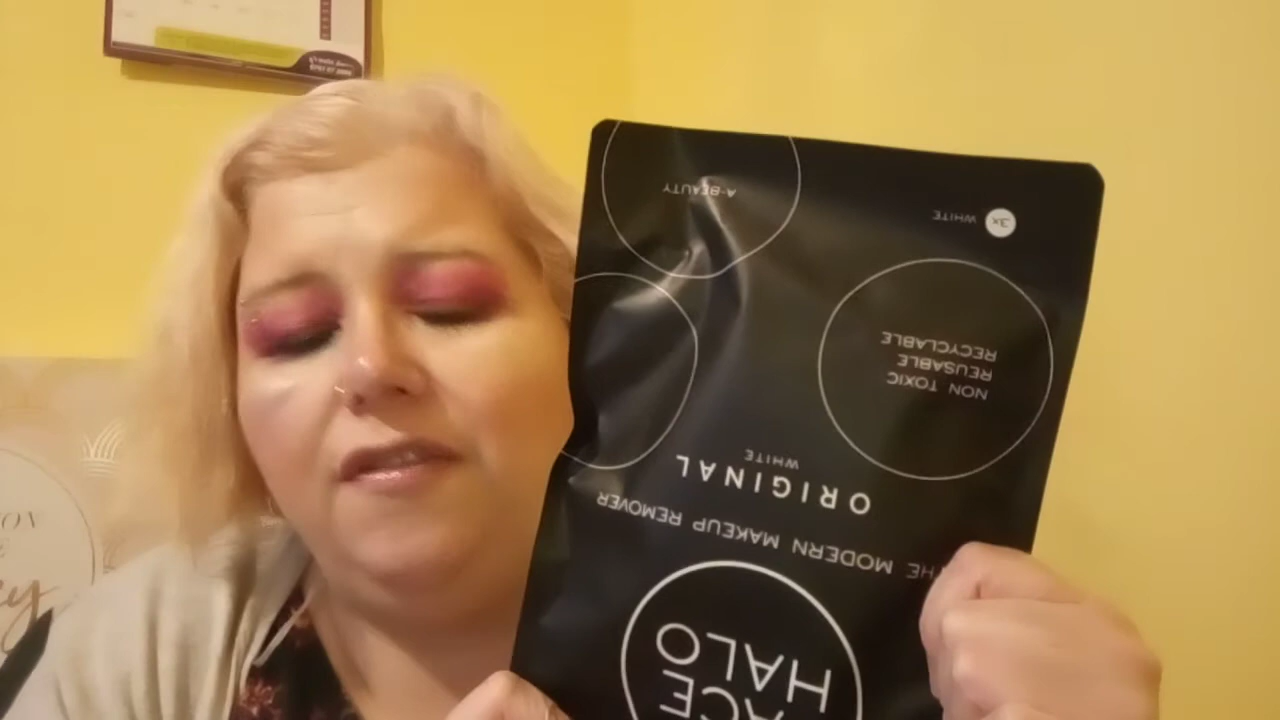 FACE
HALO
THE MODERN MAKEUP REMOVER
ORIGINAL
WHITE
NON TOXIC
REUSABLE
RECYCLABLE
3x WHITE
A-BEAUTY